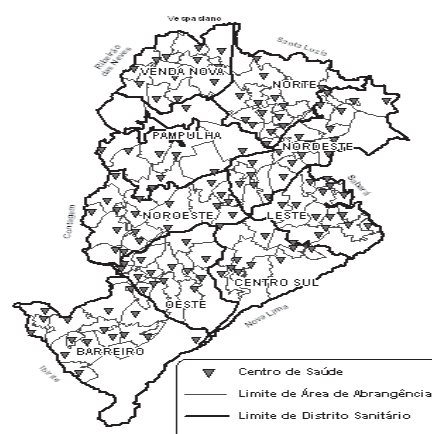 Vespasiano
Santa Luzia
Ribeirão
das Neves
VENDA NOVA
NORTE
PAMPULHA
NORDESTE
Sabará
NOROESTE
LESTE
Contagem
CENTRO SUL
OESTE
Nova Lima
BARREIRO
Ibirité
Centro de Saúde
Limite de Área de Abrangência
Limite de Distrito Sanitário